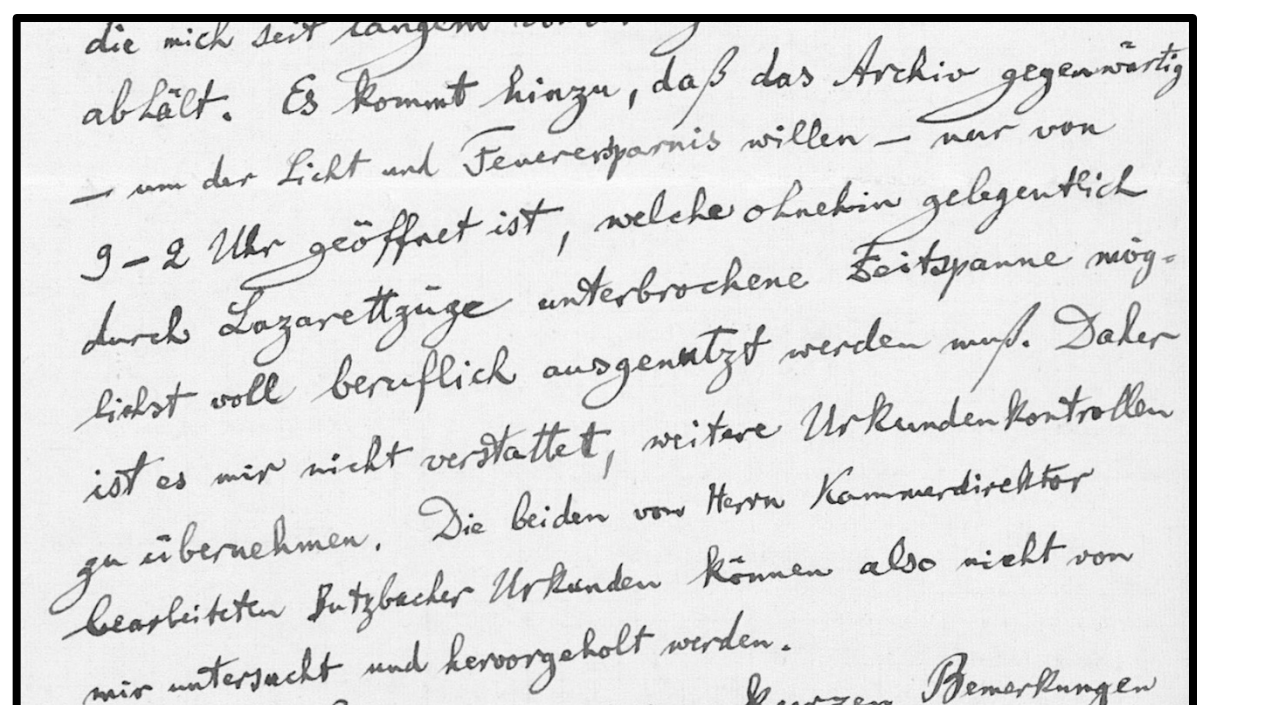 die mich seit langem
abhält. Es kommt hinzu, daß das Archiv gegenwärtig
— um der Licht und Feuerersparnis willen — nur von
9 – 2 Uhr geöffnet ist, welche ohnehin gelegentlich
durch Lazarettzüge unterbrochene Zeitspanne mög=
lichst voll beruflich ausgenutzt werden muß. Daher
ist es mir nicht verstattet, weitere Urkundenkontrollen
zu übernehmen. Die beiden von Herrn Kammerdirektor
bearbeiteten Butzbacher Urkunden können also nicht von
mir untersucht und hervorgeholt werden.
kurzen Bemerkungen